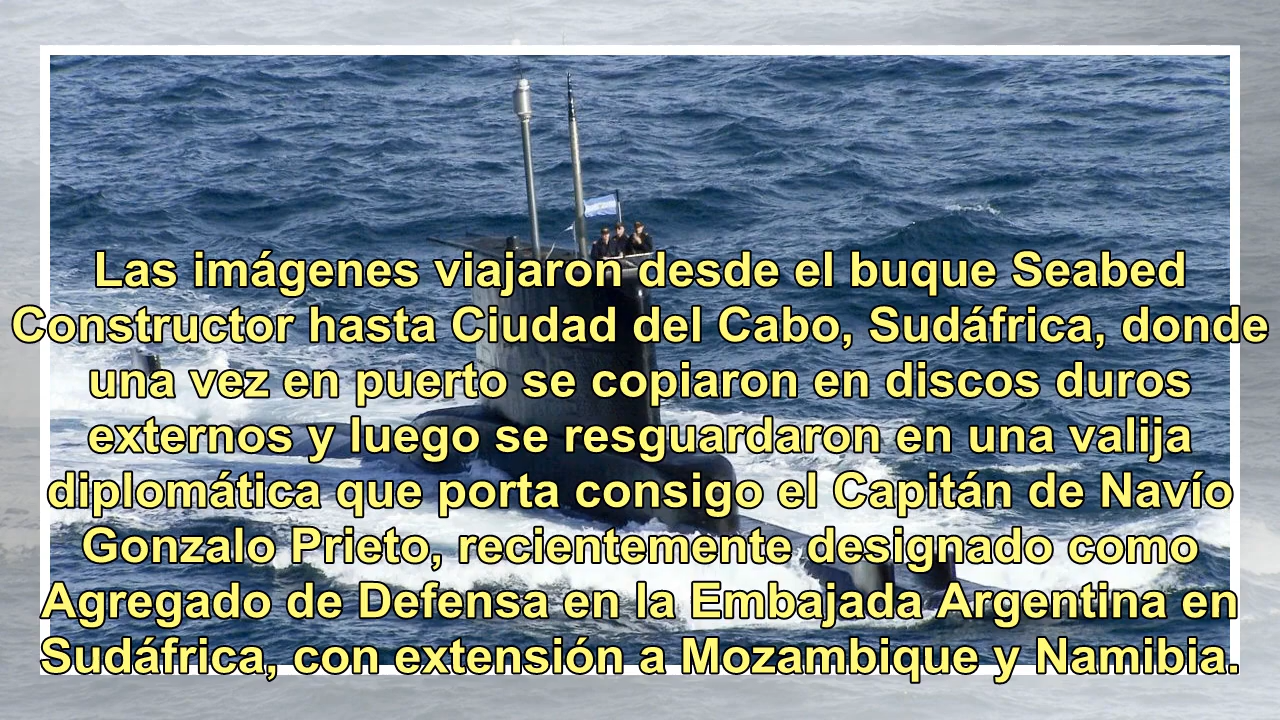 Las imágenes viajaron desde el buque Seabed
Constructor hasta Ciudad del Cabo, Sudáfrica, donde
una vez en puerto se copiaron en discos duros
externos y luego se resguardaron en una valija
diplomática que porta consigo el Capitán de Navío
Gonzalo Prieto, recientemente designado como
Agregado de Defensa en la Embajada Argentina en
Sudáfrica, con extensión a Mozambique y Namibia.